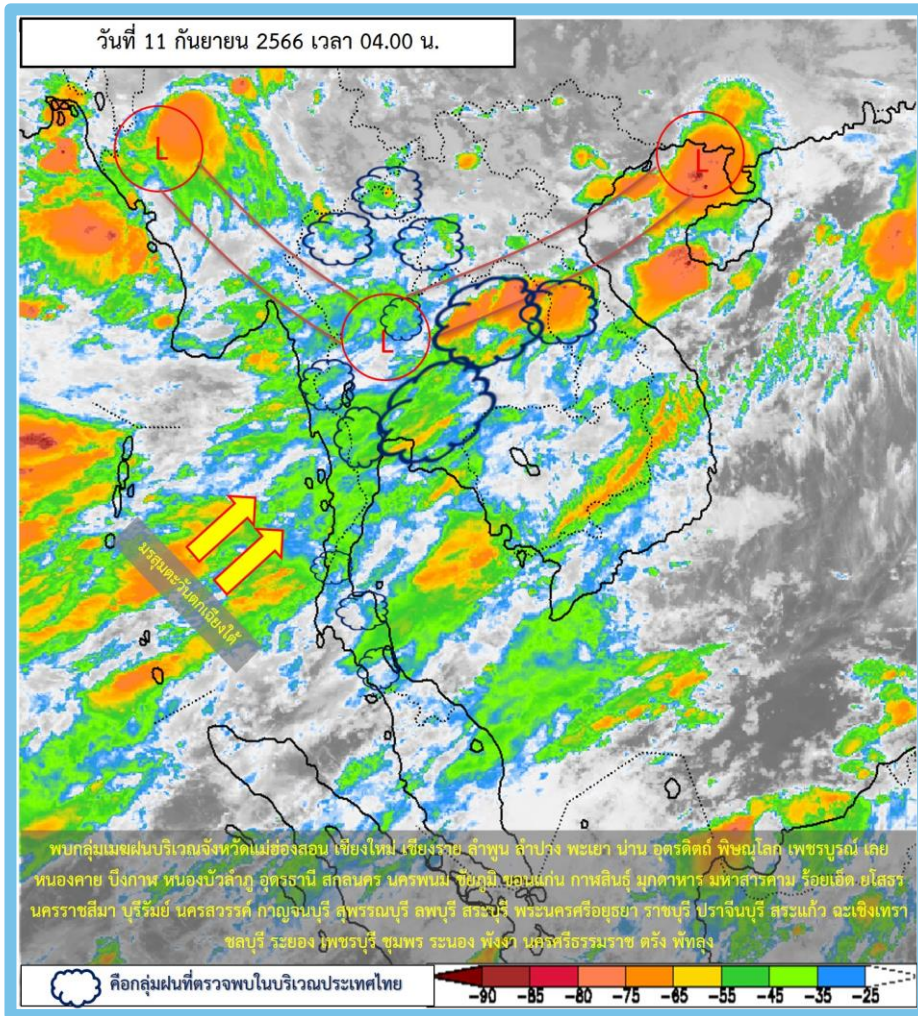 วันที่ 11 กันยายน 2566 เวลา 04.00 น.
L
L
L
มรสุมตะวันตกเฉียงใต้
พบกลุ่มเมฆฝนบริเวณจังหวัดแม่ฮ่องสอน เชียงใหม่ เชียงราย ลำพูน ลำปาง พะเยา น่าน อุตรดิตถ์ พิษณุโลก เพชรบูรณ์ เลย
หนองคาย บึงกาฬ หนองบัวลำภู อุดรธานี สกลนคร นครพนม ชัยภูมิ ขอนแก่น กาฬสินธุ์ มุกดาหาร มหาสารคาม ร้อยเอ็ด ยโสธร
นครราชสีมา บุรีรัมย์ นครสวรรค์ กาญจนบุรี สุพรรณบุรี ลพบุรี สระบุรี พระนครศรีอยุธยา ราชบุรี ปราจีนบุรี สระแก้ว ฉะเชิงเทรา
ชลบุรี ระยอง เพชรบุรี ชุมพร ระนอง พังงา นครศรีธรรมราช ตรัง พัทลุง
คือกลุ่มฝนที่ตรวจพบในบริเวณประเทศไทย
-90 -85 -80 -75 -65 -55 -45 -35 -25